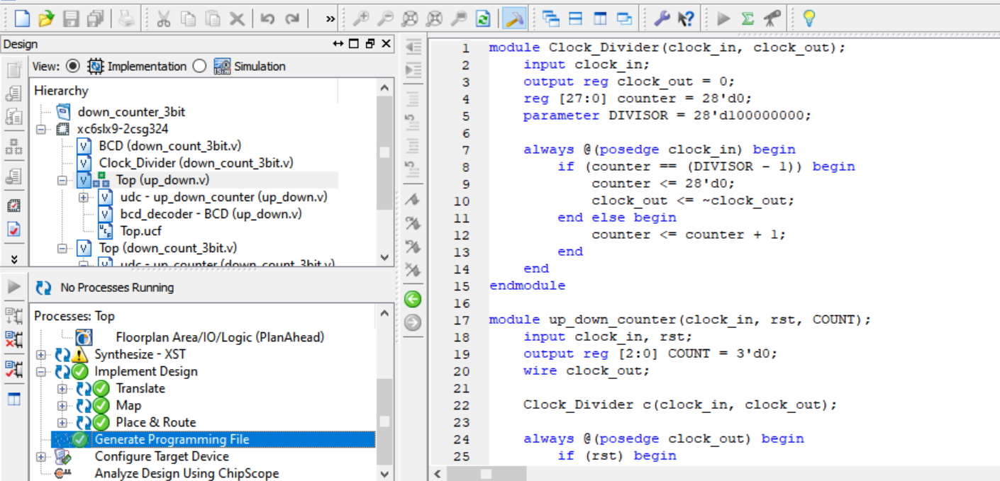 »
Design
View: Implementation Simulation
Hierarchy
down_counter_3bit
xc6slx9-2csg324
BCD (down_count_3bit.v)
Clock_Divider (down_count_3bit.v)
Top (up_down.v)
udc - up_down_counter (up_down.v)
bcd_decoder - BCD (up_down.v)
Top.ucf
Top (down_count_3bit.v)
udc - up_counter (down_count_3bit.v)
No Processes Running
Processes: Top
Floorplan Area/IO/Logic (PlanAhead)
Synthesize - XST
Implement Design
Translate
Map
Place & Route
Generate Programming File
Configure Target Device
Analyze Design Using ChipScope
1 module Clock_Divider(clock_in, clock_out);
2 input clock_in;
3 output reg clock_out = 0;
4 reg [27:0] counter = 28'd0;
5 parameter DIVISOR = 28'd100000000;
6
7 always @(posedge clock_in) begin
8 if (counter == (DIVISOR - 1)) begin
9 counter <= 28'd0;
10 clock_out <= ~clock_out;
11 end else begin
12 counter <= counter + 1;
13 end
14 end
15 endmodule
16
17 module up_down_counter(clock_in, rst, COUNT);
18 input clock_in, rst;
19 output reg [2:0] COUNT = 3'd0;
20 wire clock_out;
21
22 Clock_Divider c(clock_in, clock_out);
23
24 always @(posedge clock_out) begin
25 if (rst) begin